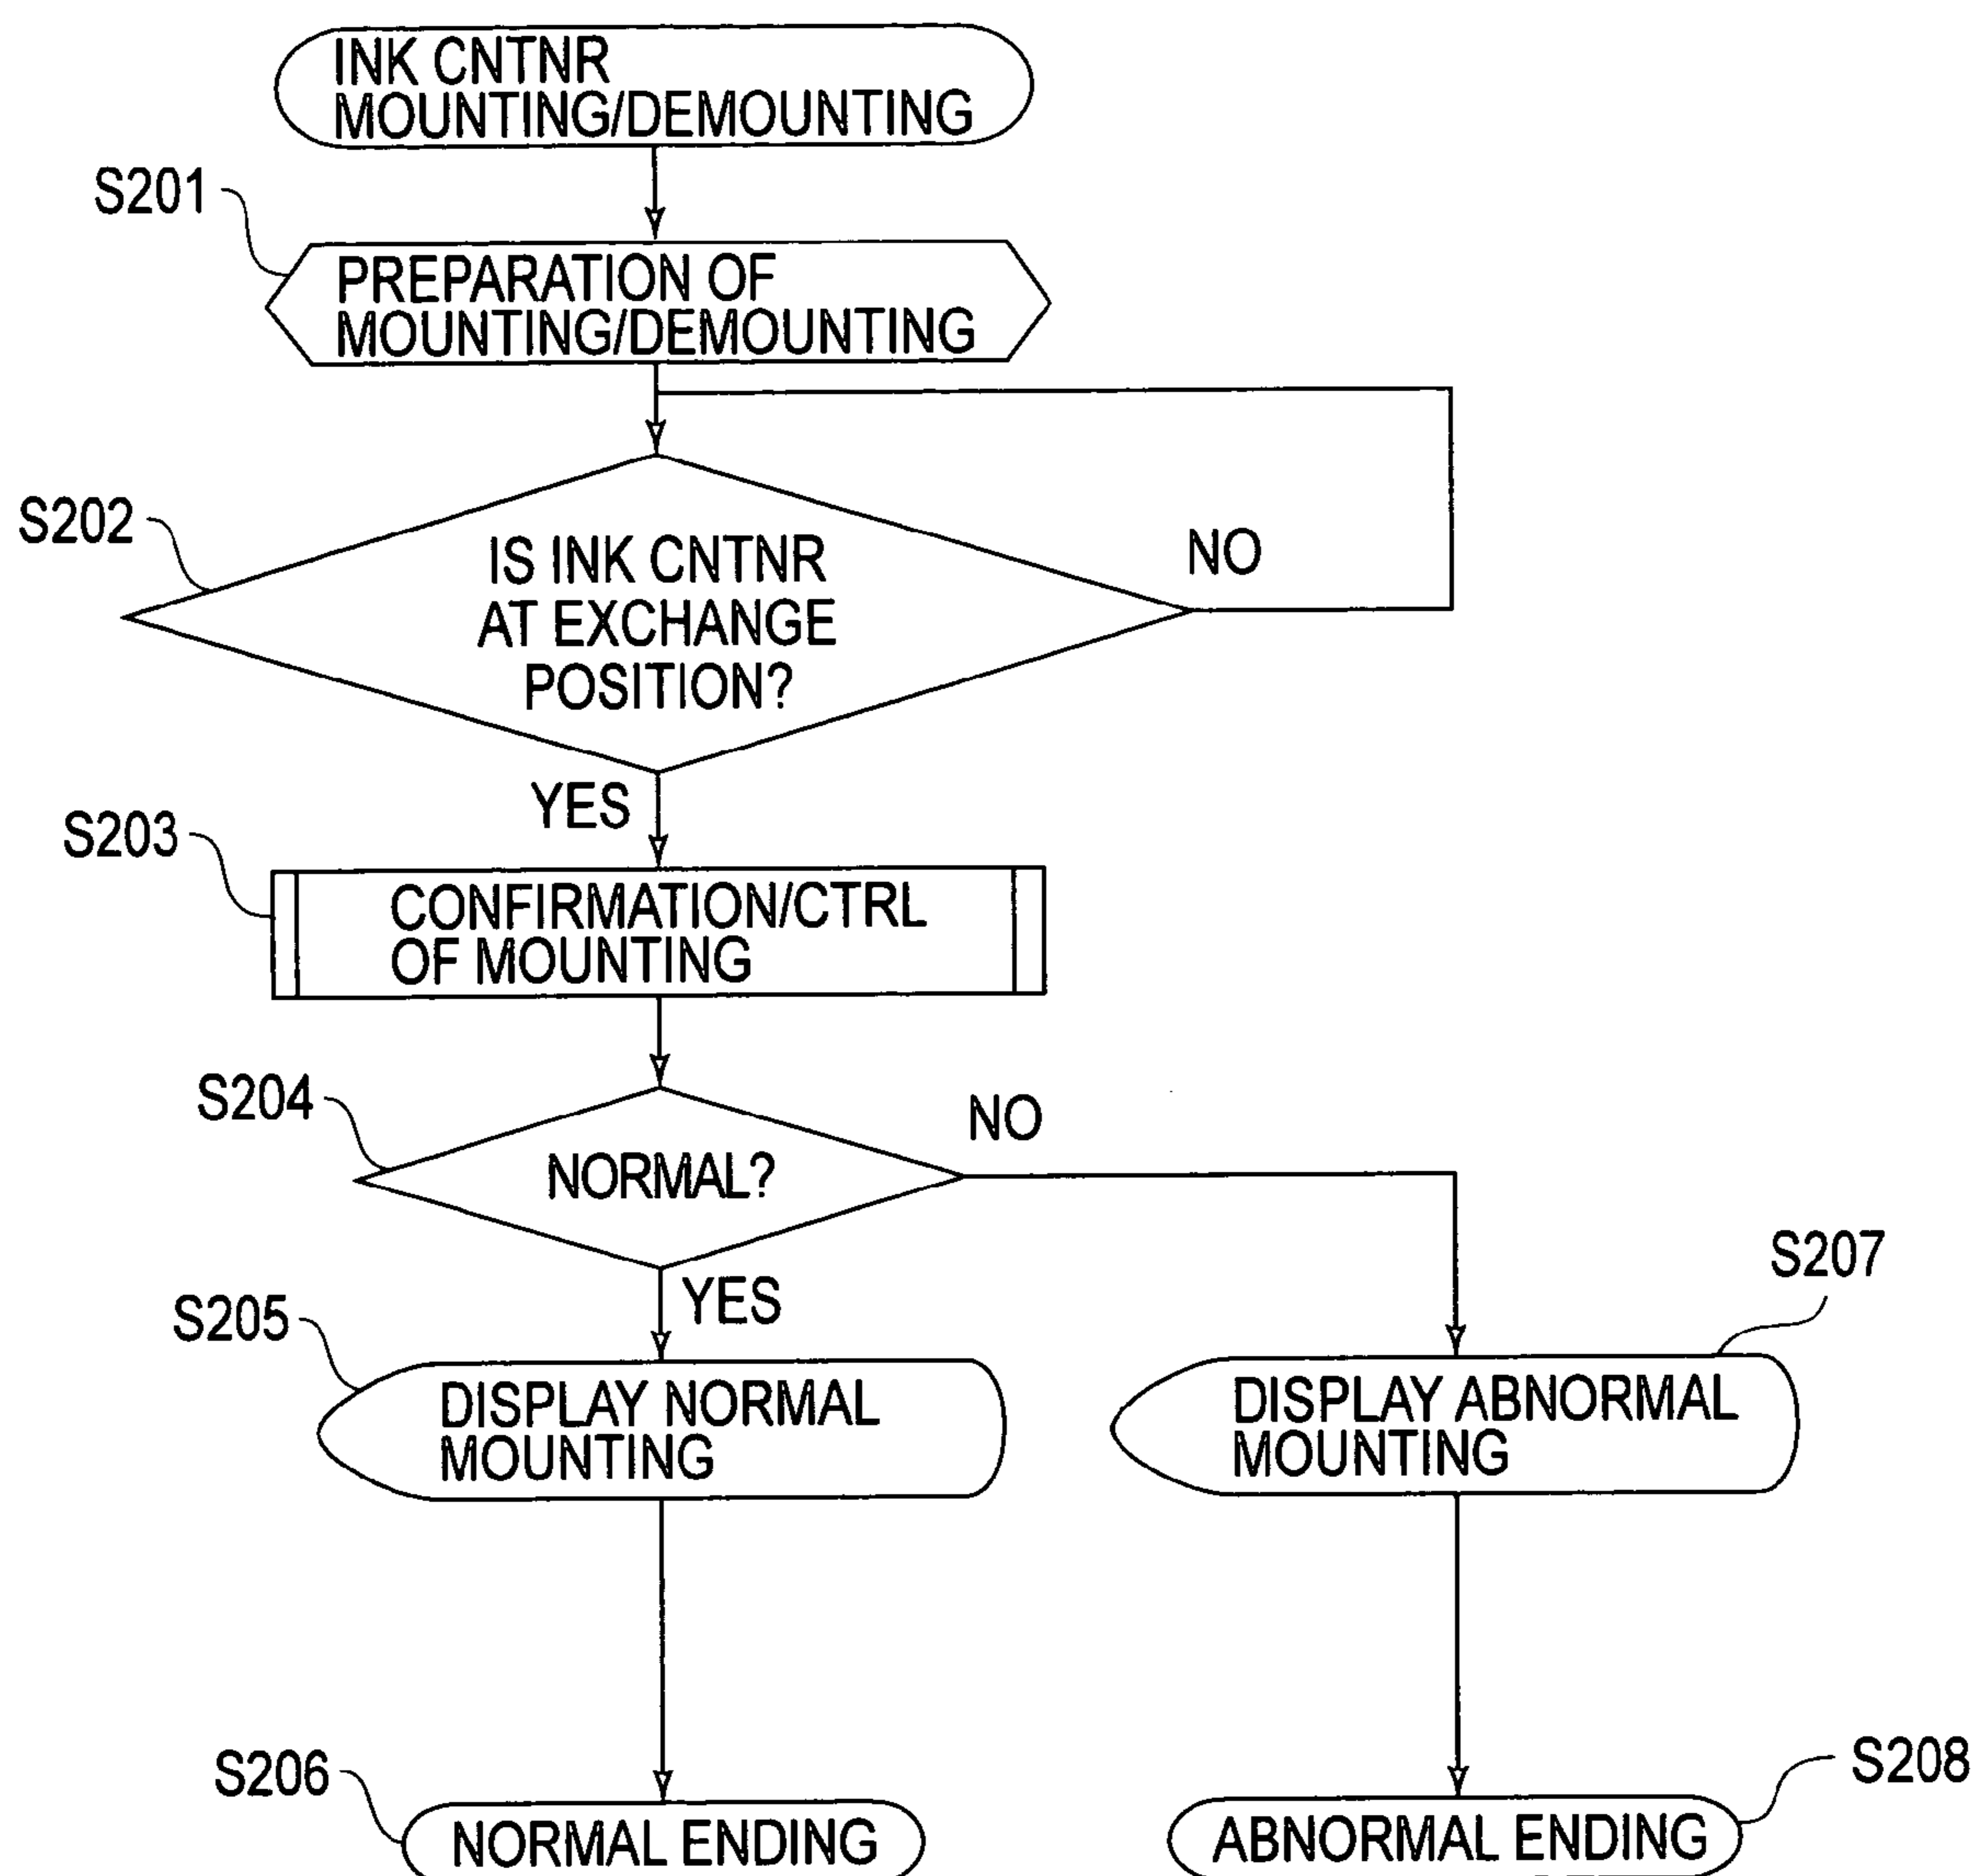 INK CNTNR
MOUNTING/DEMOUNTING
S201
PREPARATION OF
MOUNTING/DEMOUNTING
S202
IS INK CNTNR
AT EXCHANGE
POSITION?
NO
YES
S203
CONFIRMATION/CTRL
OF MOUNTING
S204
NORMAL?
NO
YES
S205
DISPLAY NORMAL
MOUNTING
S207
DISPLAY ABNORMAL
MOUNTING
S206
NORMAL ENDING
S208
ABNORMAL ENDING